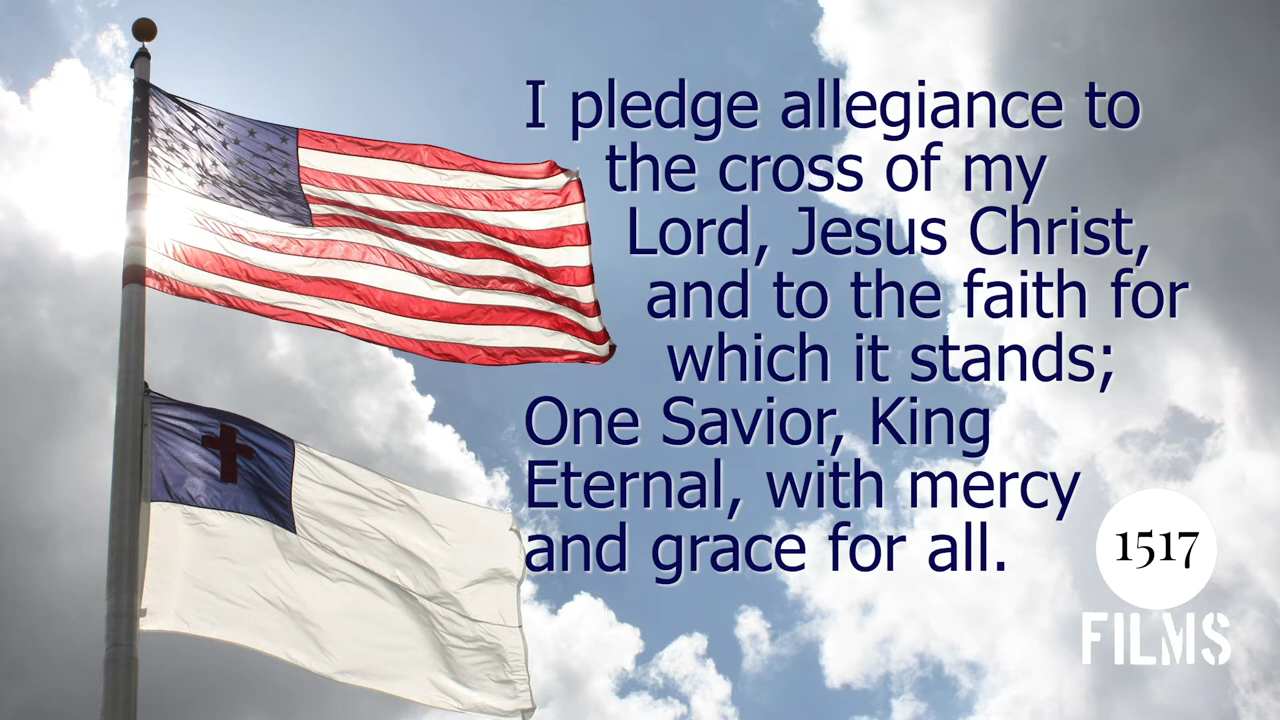 I pledge allegiance to
the cross of my
Lord, Jesus Christ,
and to the faith for
which it stands;
One Savior, King
Eternal, with mercy
and grace for all.
1517
FILMS